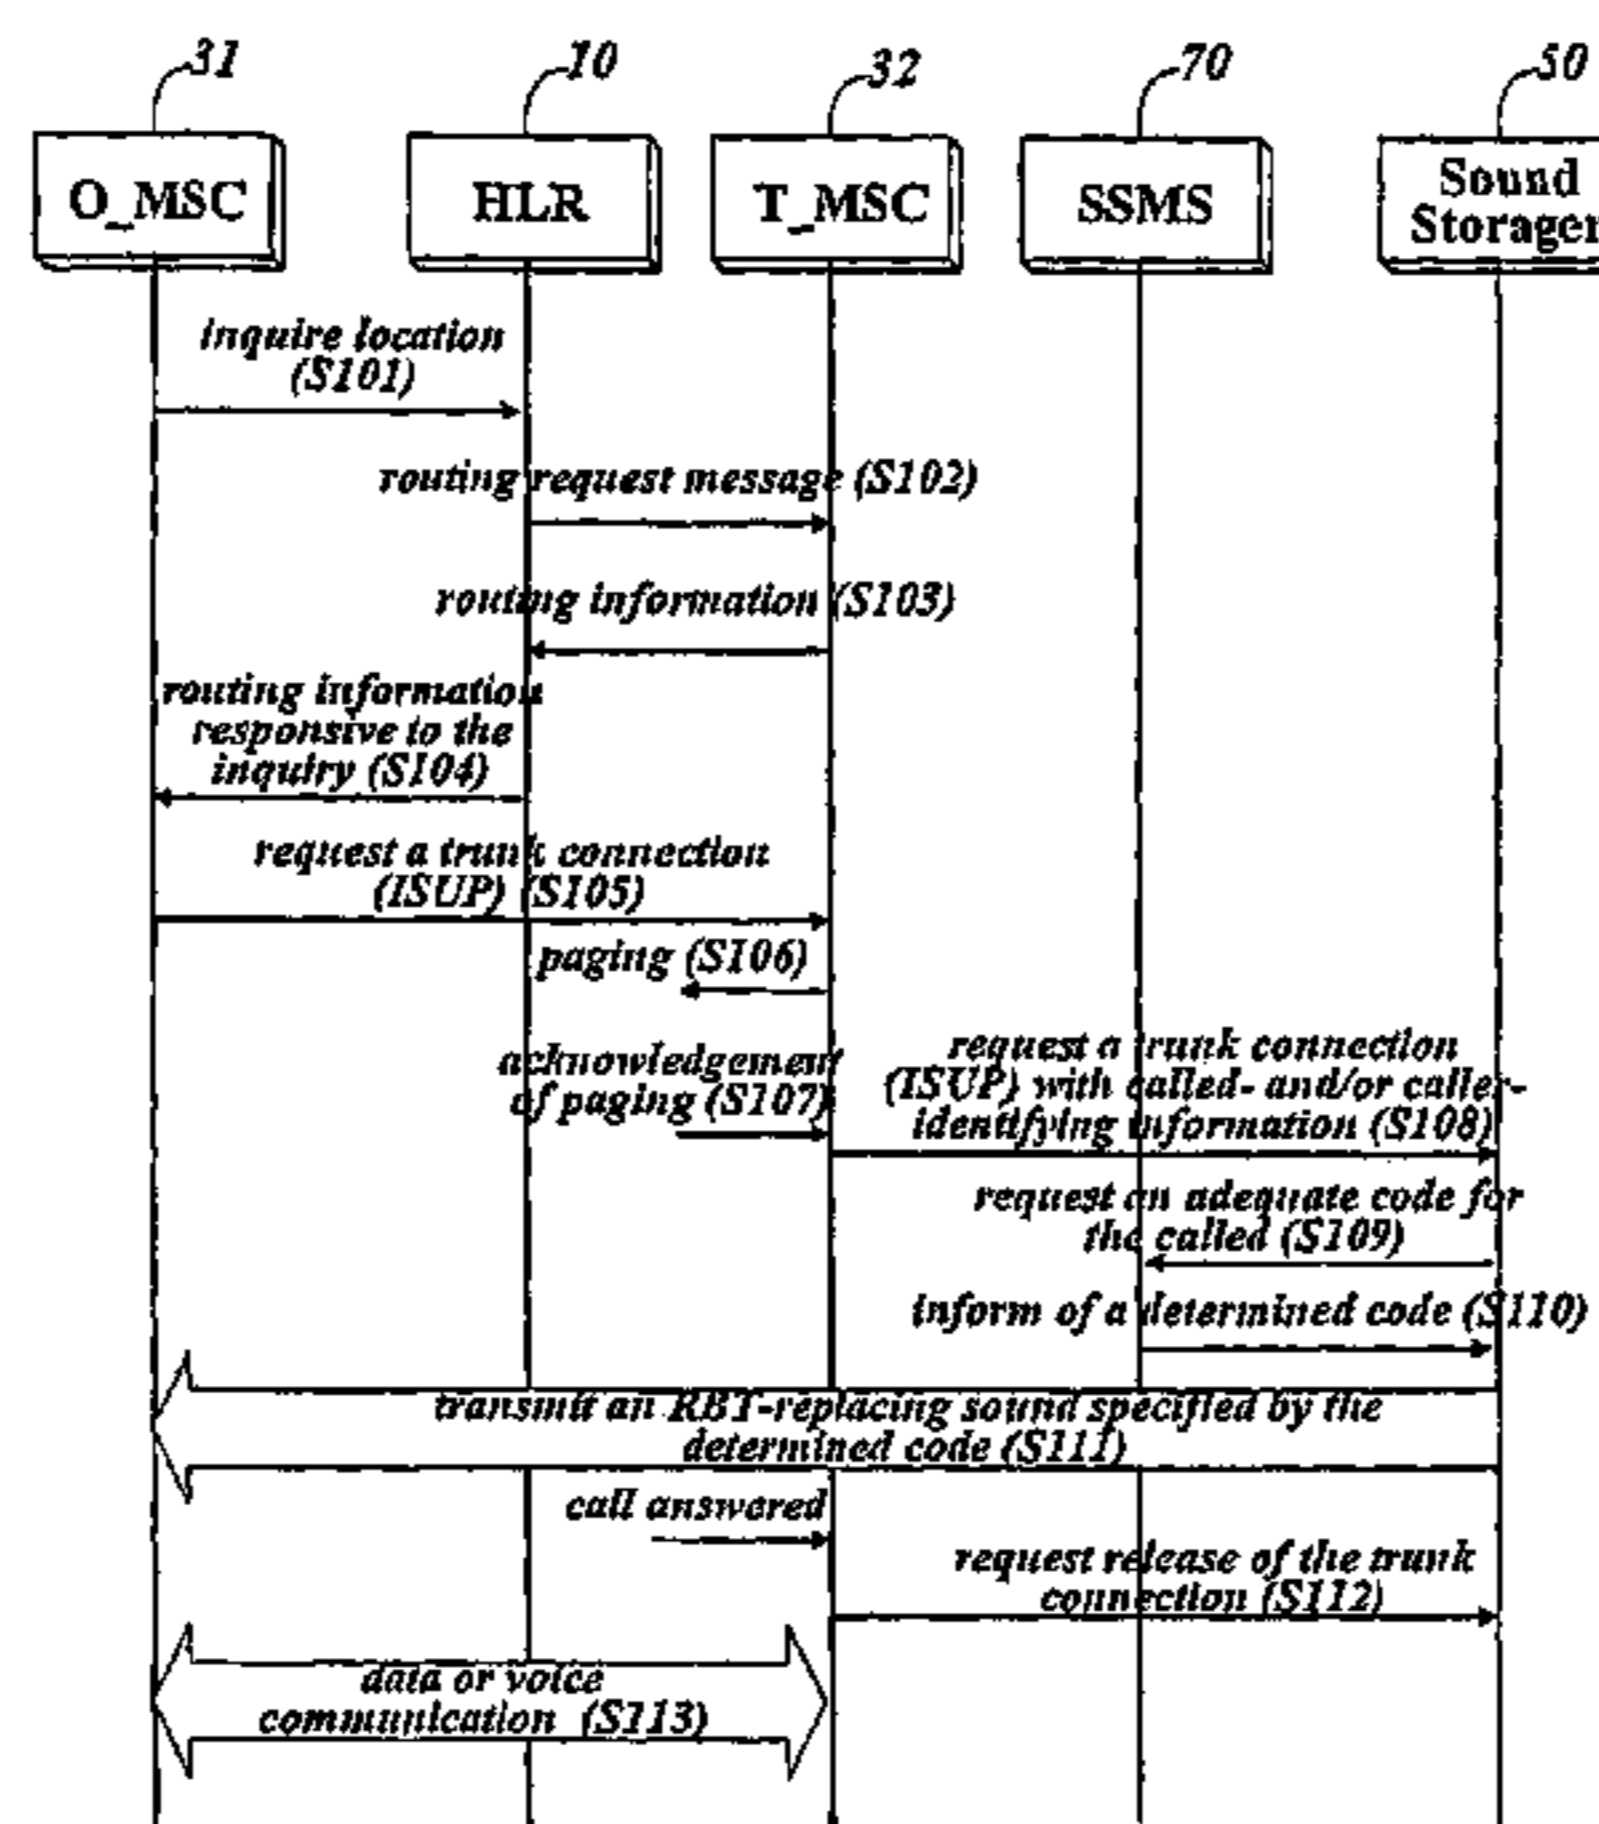 31
10
32
70
50
O_MSC
HLR
T_MSC
SSMS
Sound
Storager
inquire location
(S101)
routing request message (S102)
routing information (S103)
routing information
responsive to the
inquiry (S104)
request a trunk connection
(ISUP) (S105)
paging (S106)
acknowledgement
of paging (S107)
request a trunk connection
(ISUP) with called- and/or caller-
identifying information (S108)
request an adequate code for
the called (S109)
inform of a determined code (S110)
transmit an RBT-replacing sound specified by the
determined code (S111)
call answered
request release of the trunk
connection (S112)
data or voice
communication (S113)